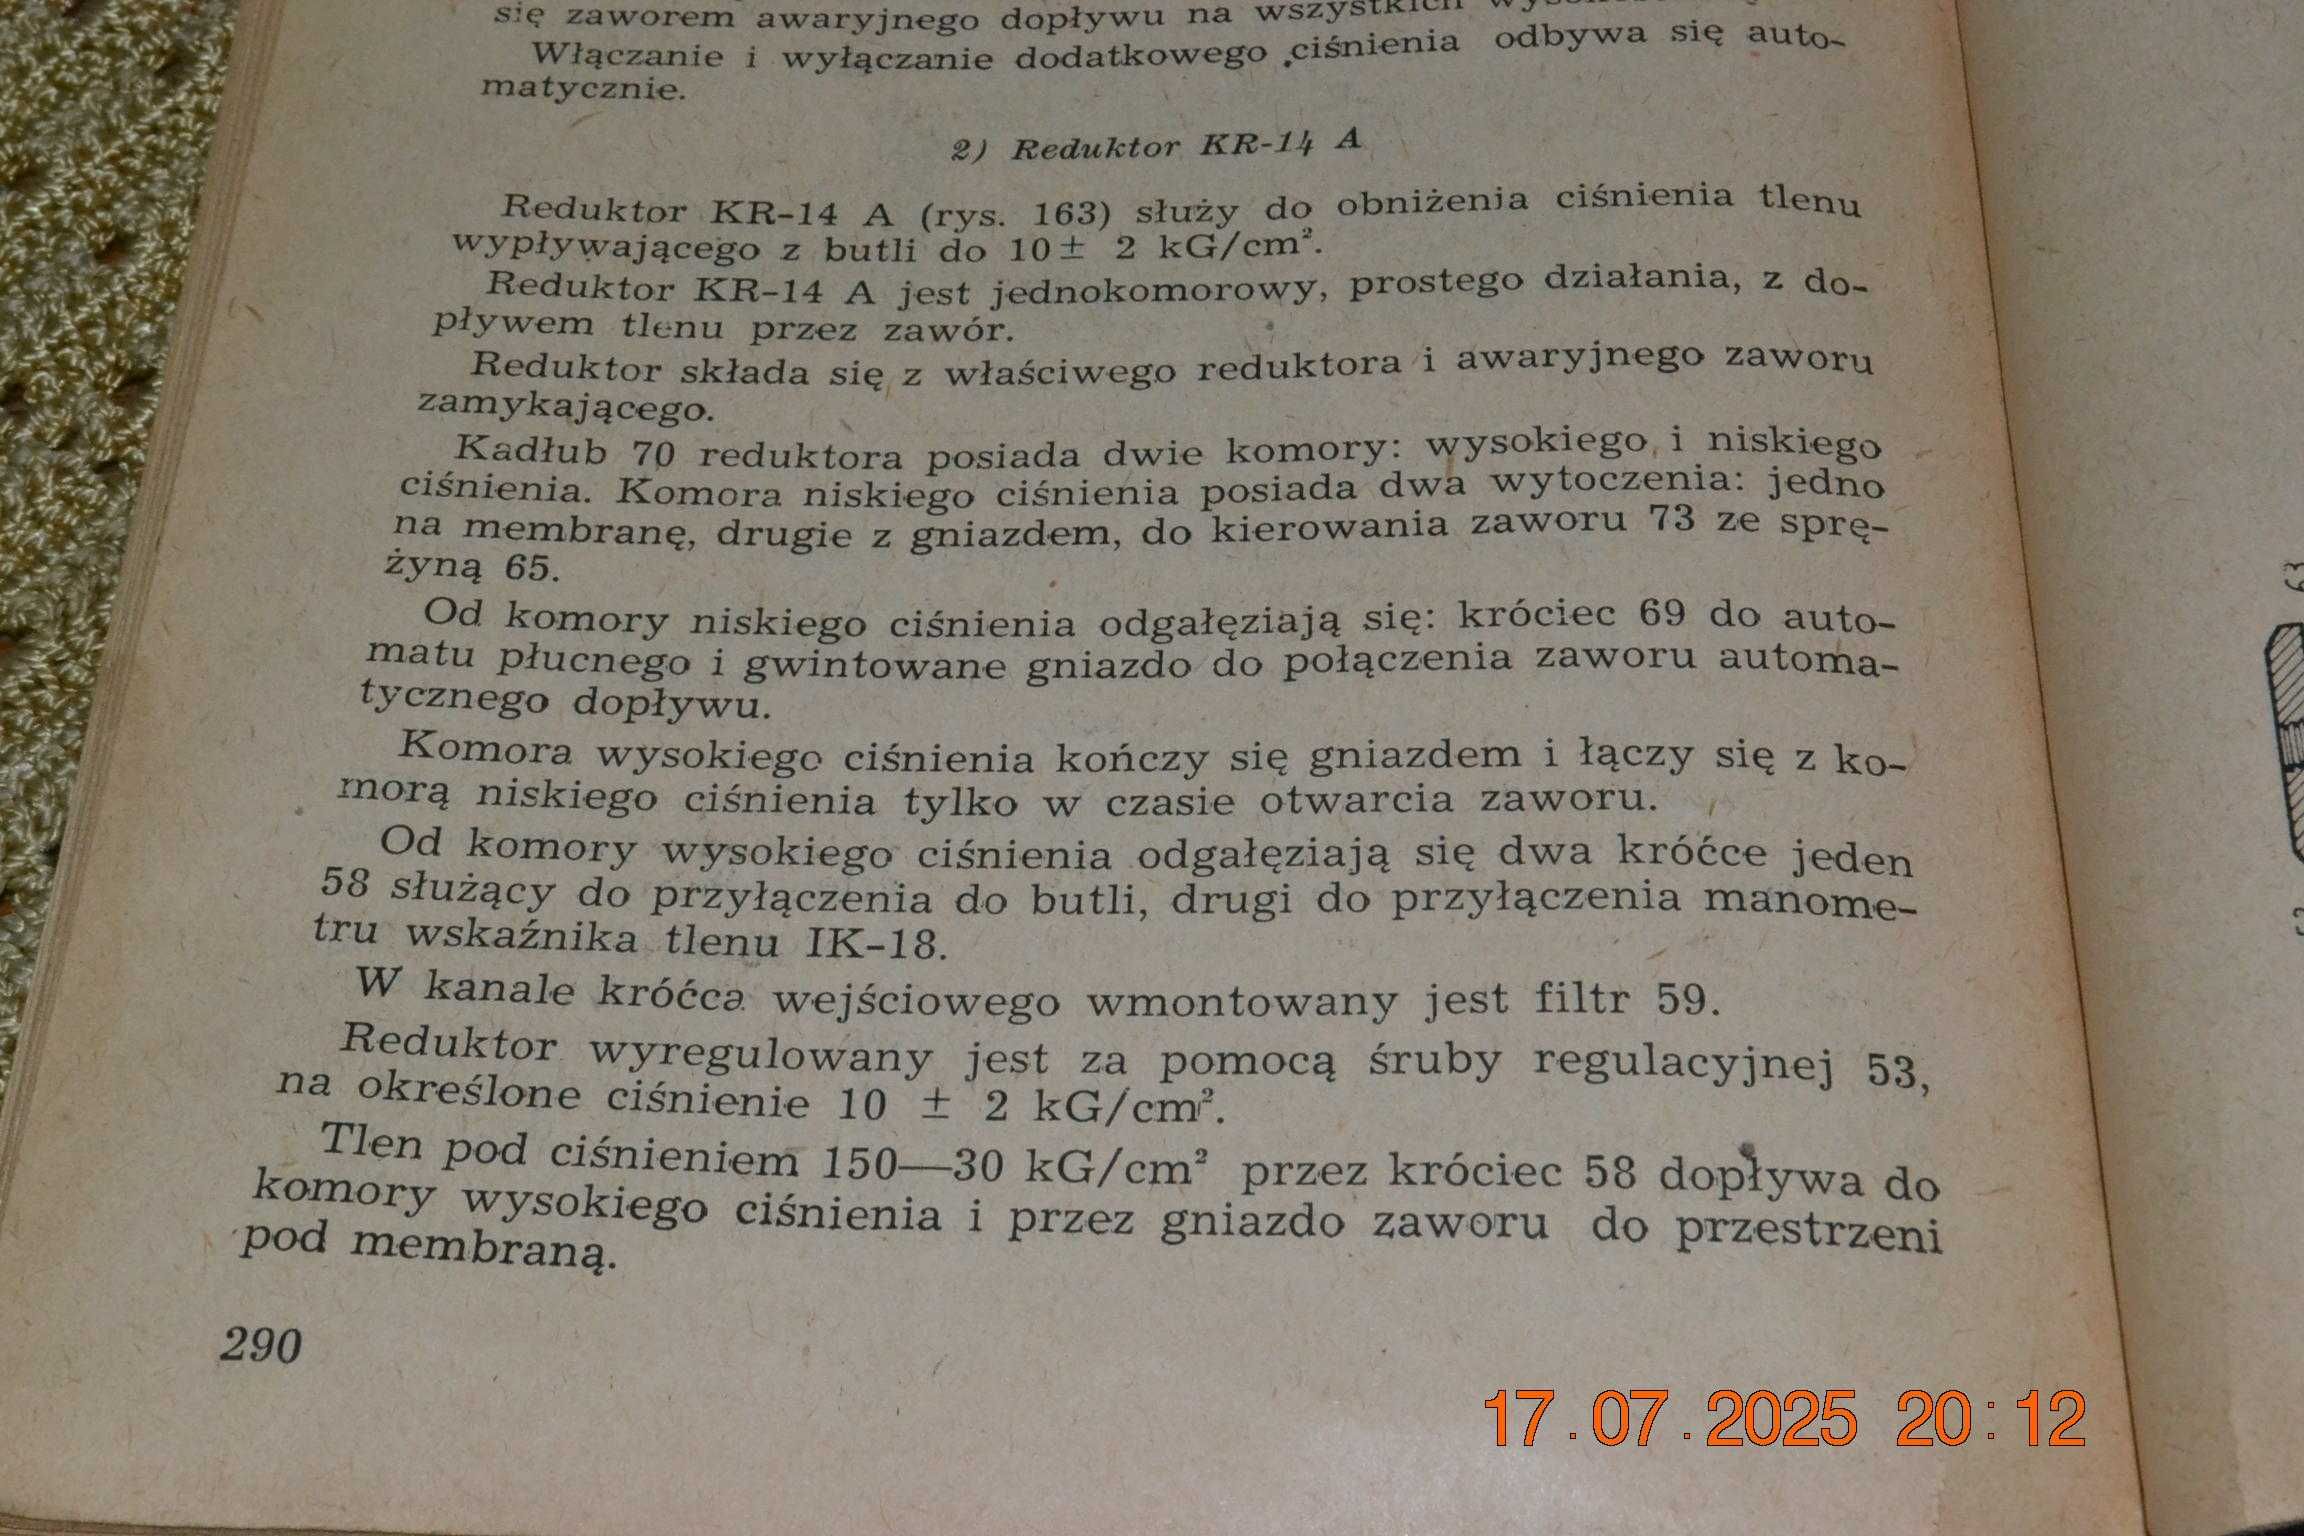 się zaworem awaryjnego dopływu na wszystkich
Włączanie i wyłączanie dodatkowego ciśnienia odbywa się auto-
matycznie.
2) Reduktor KR-14 A
Reduktor KR-14 A (rys. 163) służy do obniżenia ciśnienia tlenu
wypływającego z butli do 10± 2 kG/cm².
Reduktor KR-14 A jest jednokomorowy, prostego działania, z do-
pływem tlenu przez zawór.
Reduktor składa się z właściwego reduktora i awaryjnego zaworu
zamykającego.
Kadłub 70 reduktora posiada dwie komory: wysokiego i niskiego
ciśnienia. Komora niskiego ciśnienia posiada dwa wytoczenia: jedno
na membranę, drugie z gniazdem, do kierowania zaworu 73 ze sprę-
żyną 65.
Od komory niskiego ciśnienia odgałęziają się: króciec 69 do auto-
matu płucnego i gwintowane gniazdo do połączenia zaworu automa-
tycznego dopływu.
Komora wysokiego ciśnienia kończy się gniazdem i łączy się z ko-
morą niskiego ciśnienia tylko w czasie otwarcia zaworu.
Od komory wysokiego ciśnienia odgałęziają się dwa króćce jeden
58 służący do przyłączenia do butli, drugi do przyłączenia manome-
tru wskaźnika tlenu IK-18.
W kanale króćca wejściowego wmontowany jest filtr 59.
Reduktor wyregulowany jest za pomocą śruby regulacyjnej 53,
na określone ciśnienie 10 ± 2 kG/cm².
Tlen pod ciśnieniem 150—30 kG/cm² przez króciec 58 dopływa do
komory wysokiego ciśnienia i przez gniazdo zaworu do przestrzeni
pod membraną.
290
17.07.2025 20:12